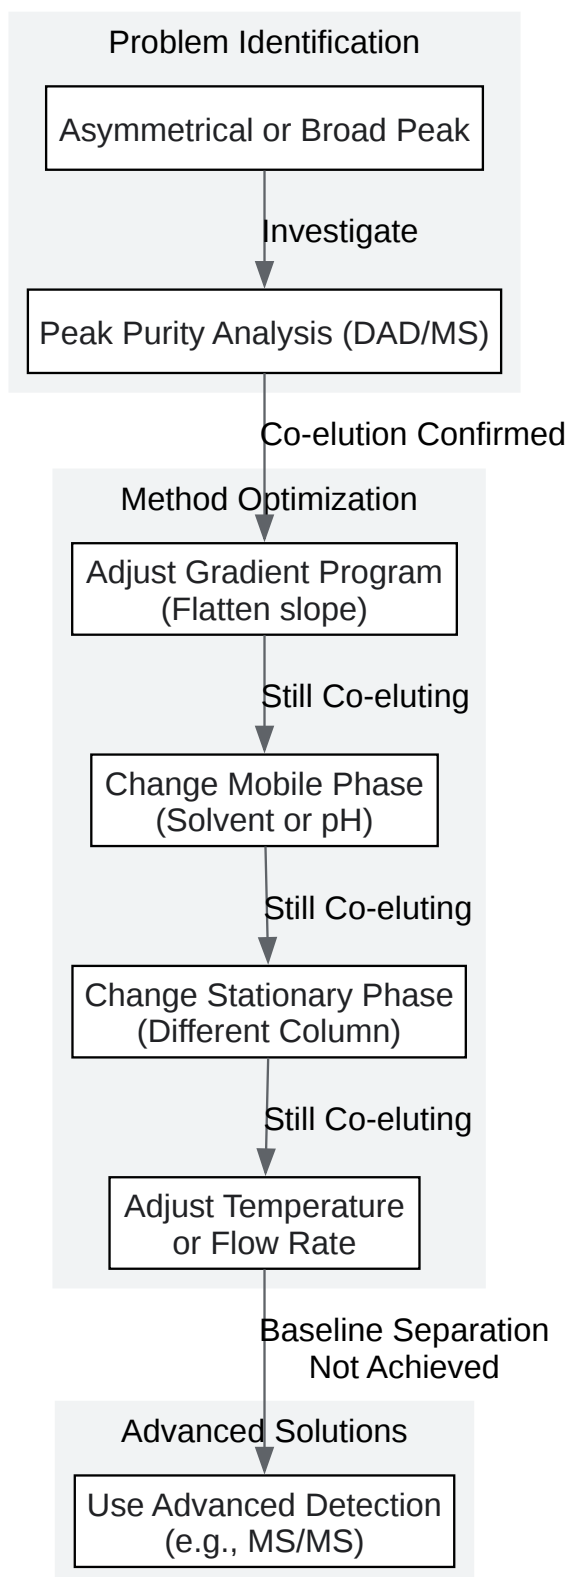 Problem Identification
Asymmetrical or Broad Peak
Investigate
Peak Purity Analysis (DAD/MS)
Co-elution Confirmed
Method Optimization
Adjust Gradient Program
(Flatten slope)
Still Co-eluting
Change Mobile Phase
(Solvent or pH)
Still Co-eluting
Change Stationary Phase
(Different Column)
Still Co-eluting
Adjust Temperature
or Flow Rate
Baseline Separation
Not Achieved
Advanced Solutions
Use Advanced Detection
(e.g., MS/MS)